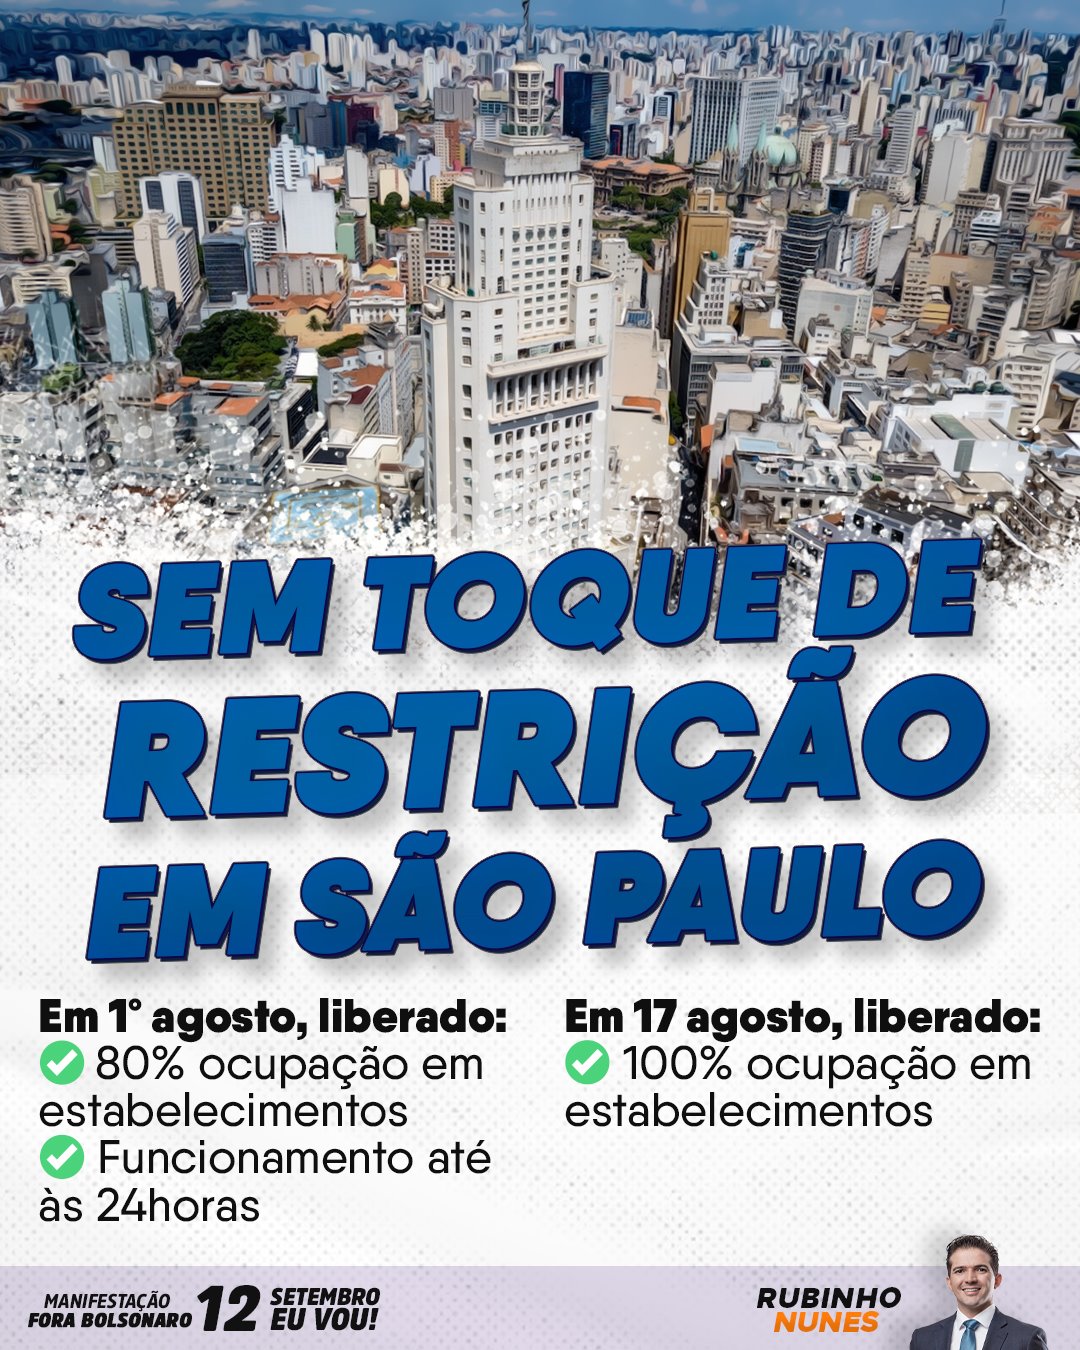 SEM TOQUE DE
RESTRIÇÃO
EM SÃO PAULO
Em 1° agosto, liberado:
80% ocupação em
estabelecimentos
Funcionamento até
às 24horas
Em 17 agosto, liberado:
100% ocupação em
estabelecimentos
MANIFESTAÇÃO
FORA BOLSONARO
12
SETEMBRO
EU VOU!
RUBINHO
NUNES